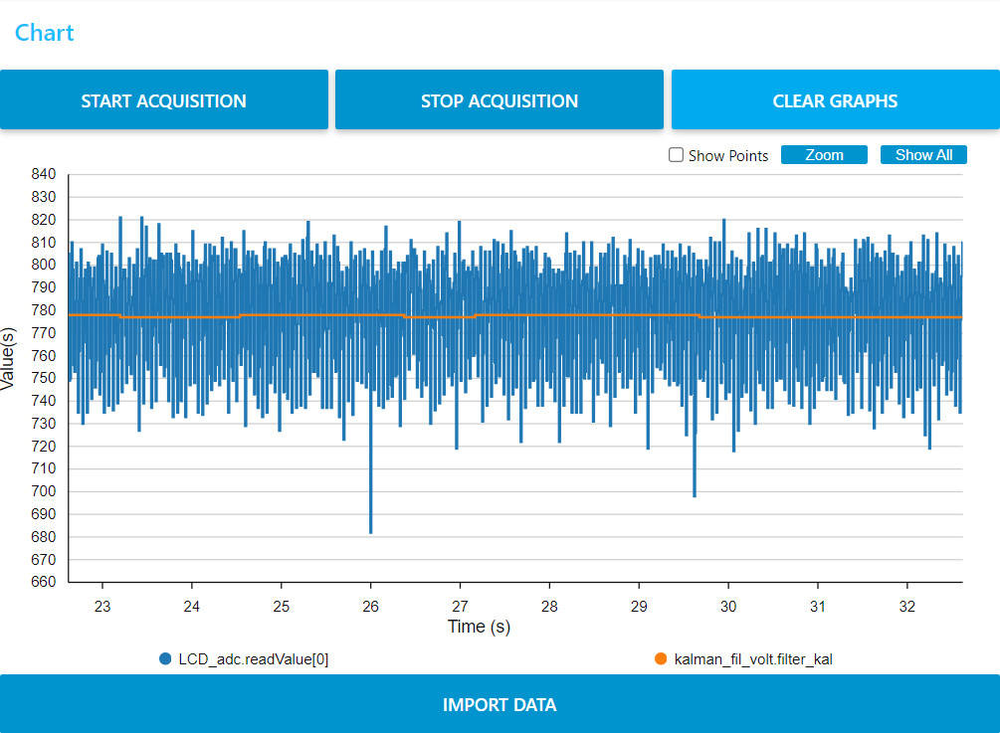 Chart
START ACQUISITION STOP ACQUISITION CLEAR GRAPHS
Show Points Zoom Show All
840
830
820
810
800
790
780
770
760
750
740
730
720
710
700
690
680
670
660
Value(s)
23 24 25 26 27 28 29 30 31 32
Time (s)
LCD_adc.readValue[0] kalman_fil_volt.filter_kal
IMPORT DATA